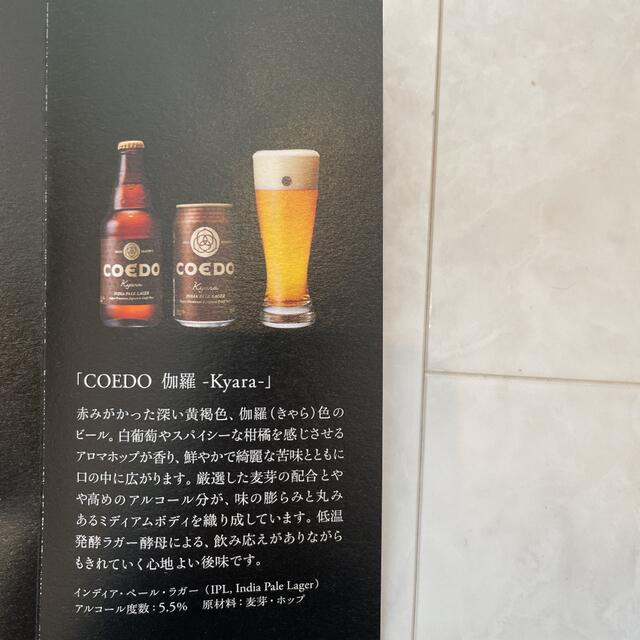 COEDO
Kyara
INDIA PALE LAGER
COEDO
Kyara
INDIA PALE LAGER
「COEDO 伽羅 -Kyara-」
赤みがかった深い黄褐色、伽羅（きゃら）色の
ビール。白葡萄やスパイシーな柑橘を感じさせる
アロマホップが香り、鮮やかで綺麗な苦味とともに
口の中に広がります。厳選した麦芽の配合とや
や高めのアルコール分が、味の膨らみと丸み
あるミディアムボディを織り成しています。低温
発酵ラガー酵母による、飲み応えがありながら
もきれていく心地よい後味です。
インディア・ペール・ラガー（IPL, India Pale Lager）
アルコール度数：5.5% 原材料：麦芽・ホップ